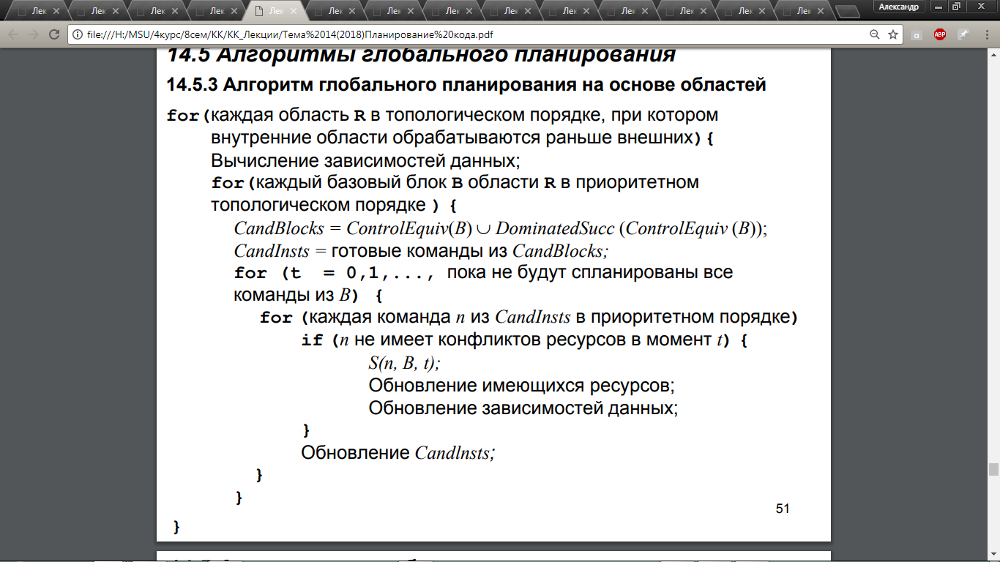 Лек
Лек
Лек
Лек
Лек
Лек
Лек
Лек
Лек
Лек
Лек
Лек
Лек
Лек
Александр
file:///H:/MSU/4курс/8сем/КК/КК_Лекции/Тема%2014(2018)Планирование%20кода.pdf
ABP
14.5 Алгоритмы глобального планирования
14.5.3 Алгоритм глобального планирования на основе областей
for(каждая область R в топологическом порядке, при котором
внутренние области обрабатываются раньше внешних){
Вычисление зависимостей данных;
for(каждый базовый блок B области R в приоритетном
топологическом порядке ) {
CandBlocks = ControlEquiv(B) ∪ DominatedSucc (ControlEquiv (B));
CandInsts = готовые команды из CandBlocks;
for (t = 0,1,..., пока не будут спланированы все
команды из B) {
for (каждая команда n из CandInsts в приоритетном порядке)
if (n не имеет конфликтов ресурсов в момент t) {
S(n, B, t);
Обновление имеющихся ресурсов;
Обновление зависимостей данных;
}
Обновление Candlnsts;
}
}
51
}